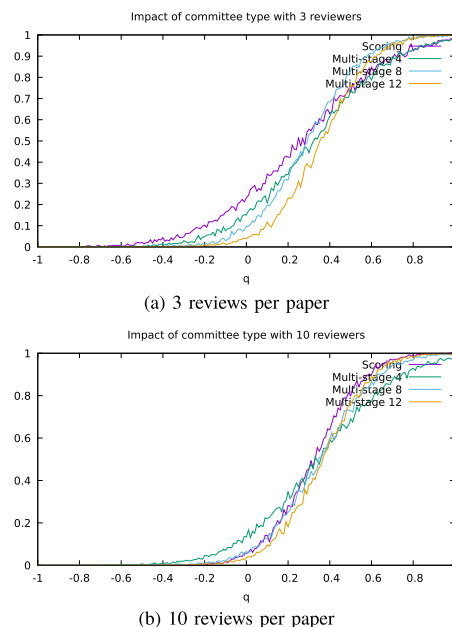 Impact of committee type with 3 reviewers
1
0.9
0.8
0.7
0.6
0.5
0.4
0.3
0.2
0.1
0
Scoring
Multi-stage 4
Multi-stage 8
Multi-stage 12
-1 -0.8 -0.6 -0.4 -0.2 0 0.2 0.4 0.6 0.8
q
(a) 3 reviews per paper
Impact of committee type with 10 reviewers
1
0.8
0.6
0.4
0.2
0
Scoring
Multi-stage 4
Multi-stage 8
Multi-stage 12
-1 -0.8 -0.6 -0.4 -0.2 0 0.2 0.4 0.6 0.8
q
(b) 10 reviews per paper